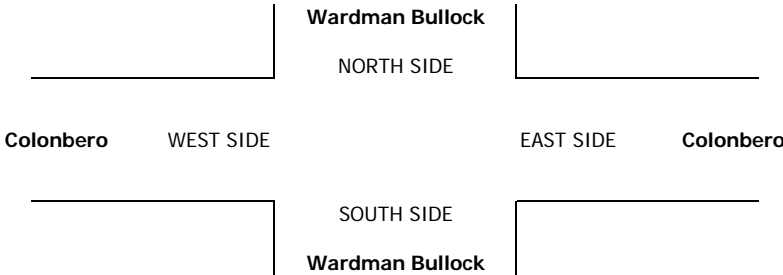 Wardman Bullock
NORTH SIDE
Colonbero WEST SIDE EAST SIDE Colonbero
SOUTH SIDE
Wardman Bullock